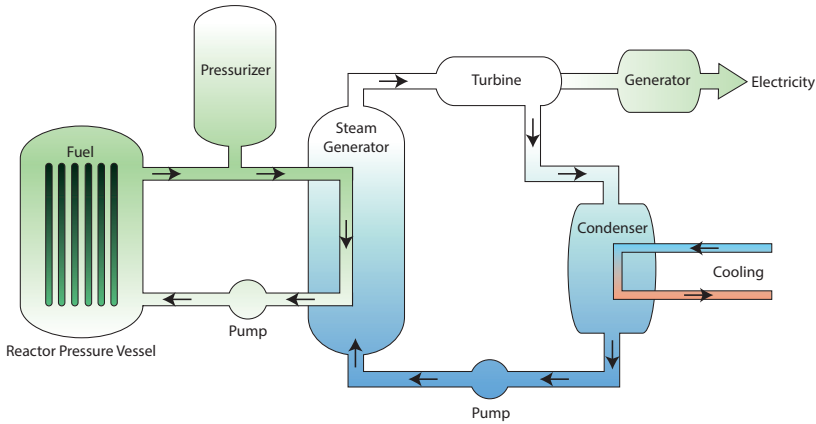 Pressurizer
Turbine
Generator
Electricity
Steam
Generator
Fuel
Condenser
Cooling
Pump
Reactor Pressure Vessel
Pump